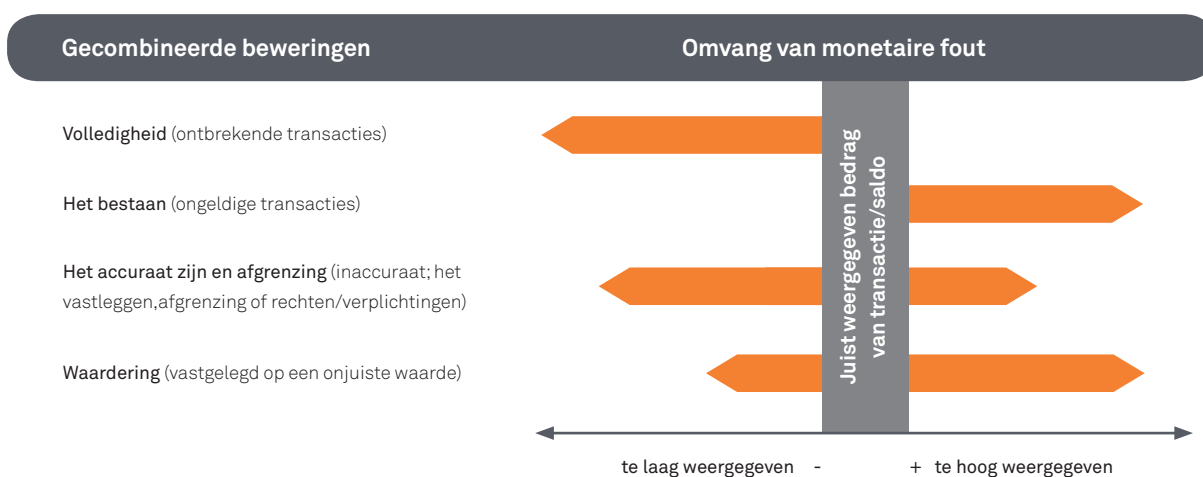 Gecombineerde beweringen
Omvang van monetaire fout
Volledigheid (ontbrekende transacties)
Het bestaan (ongeldige transacties)
Het accuraat zijn en afgrenzing (inaccuraat; het
vastleggen,afgrenzing of rechten/verplichtingen)
Waardering (vastgelegd op een onjuiste waarde)
Juist weergegeven bedrag
van transactie/saldo
te laag weergegeven -
+ te hoog weergegeven